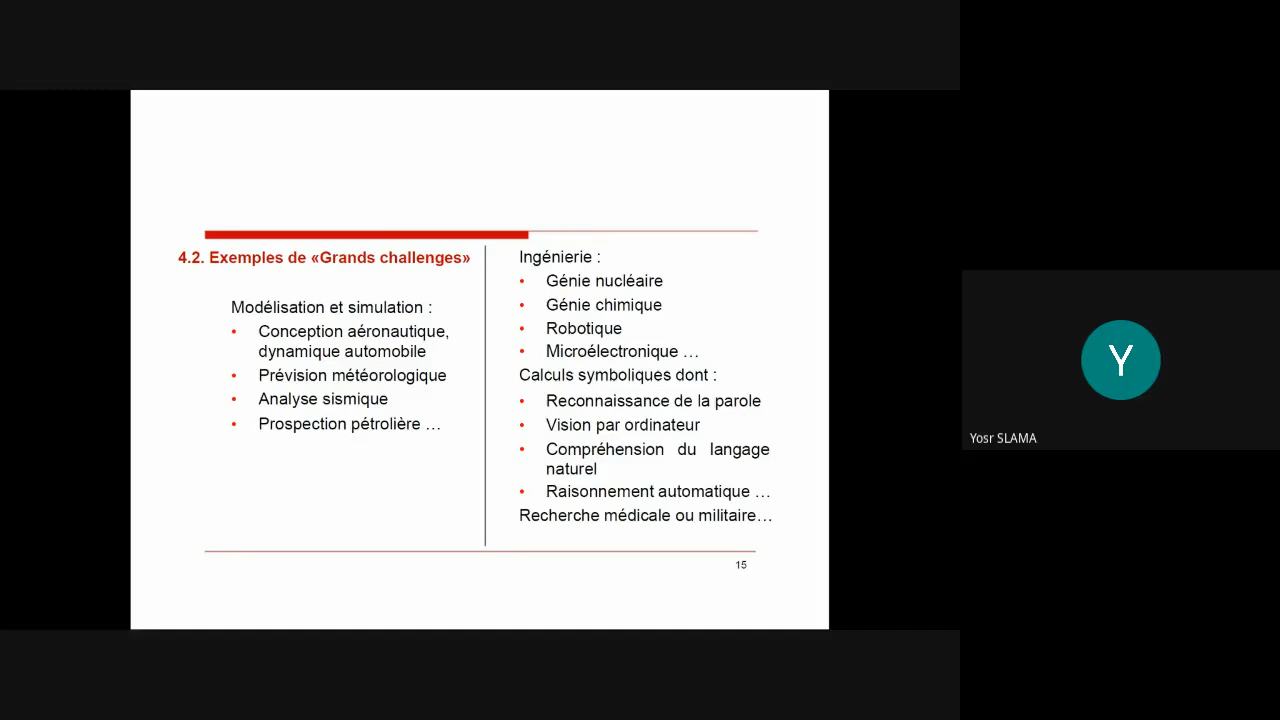 4.2. Exemples de «Grands challenges»
Modélisation et simulation :
• Conception aéronautique,
dynamique automobile
• Prévision météorologique
• Analyse sismique
• Prospection pétrolière …
Ingénierie :
• Génie nucléaire
• Génie chimique
• Robotique
• Microélectronique …
Calculs symboliques dont :
• Reconnaissance de la parole
• Vision par ordinateur
• Compréhension du langage
naturel
• Raisonnement automatique …
Recherche médicale ou militaire…
15
Y
Yosr SLAMA